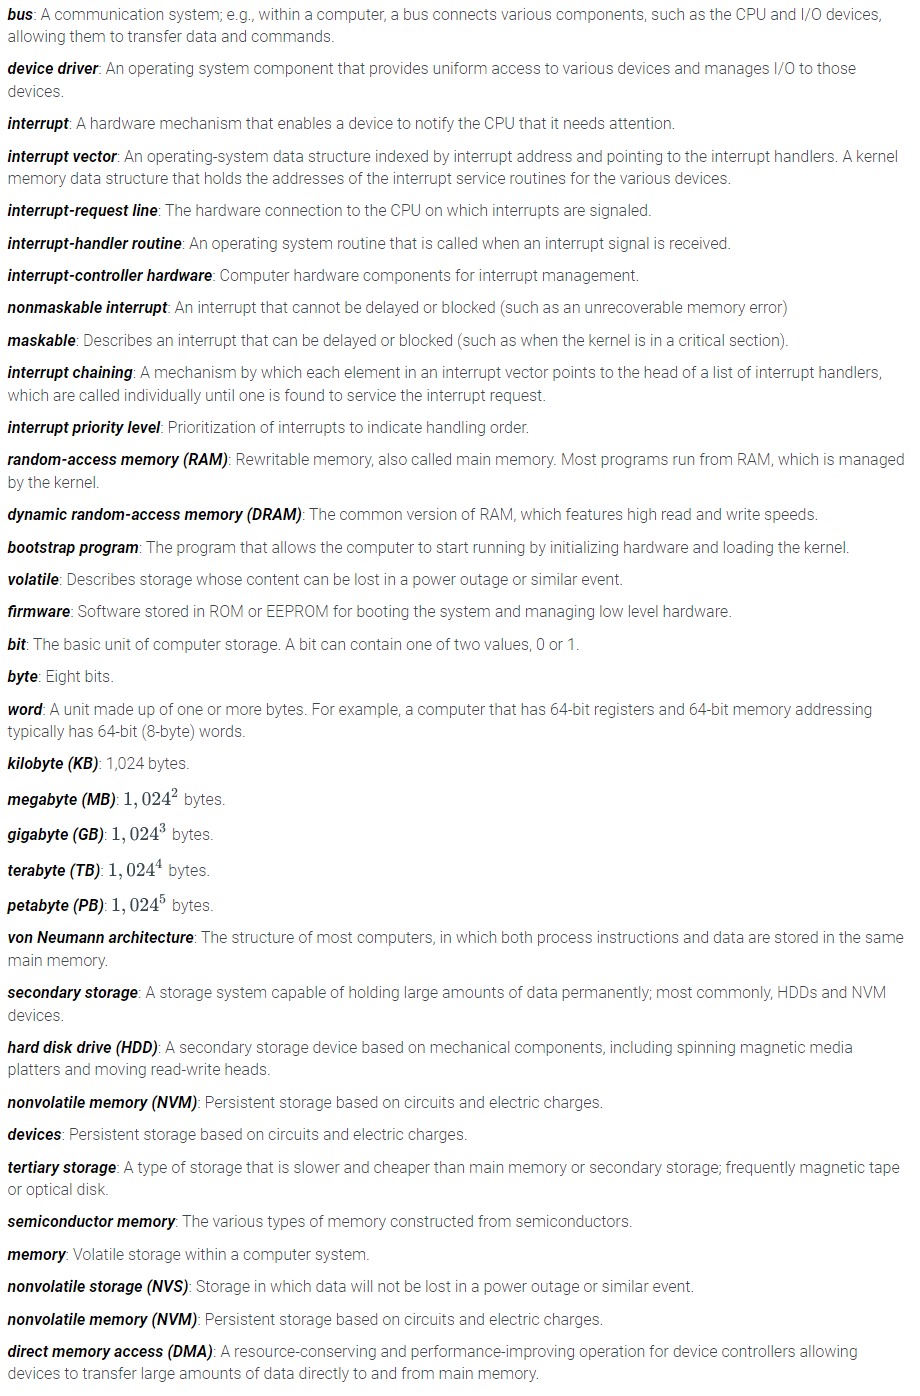 bus: A communication system; e.g., within a computer, a bus connects various components, such as the CPU and I/O devices,
allowing them to transfer data and commands.
device driver: An operating system component that provides uniform access to various devices and manages I/O to those
devices.
interrupt: A hardware mechanism that enables a device to notify the CPU that it needs attention.
interrupt vector: An operating-system data structure indexed by interrupt address and pointing to the interrupt handlers. A kernel
memory data structure that holds the addresses of the interrupt service routines for the various devices.
interrupt-request line: The hardware connection to the CPU on which interrupts are signaled.
interrupt-handler routine: An operating system routine that is called when an interrupt signal is received.
interrupt-controller hardware: Computer hardware components for interrupt management.
nonmaskable interrupt: An interrupt that cannot be delayed or blocked (such as an unrecoverable memory error)
maskable: Describes an interrupt that can be delayed or blocked (such as when the kernel is in a critical section).
interrupt chaining: A mechanism by which each element in an interrupt vector points to the head of a list of interrupt handlers,
which are called individually until one is found to service the interrupt request.
interrupt priority level: Prioritization of interrupts to indicate handling order.
random-access memory (RAM): Rewritable memory, also called main memory. Most programs run from RAM, which is managed
by the kernel.
dynamic random-access memory (DRAM): The common version of RAM, which features high read and write speeds.
bootstrap program: The program that allows the computer to start running by initializing hardware and loading the kernel.
volatile: Describes storage whose content can be lost in a power outage or similar event.
firmware: Software stored in ROM or EEPROM for booting the system and managing low level hardware.
bit: The basic unit of computer storage. A bit can contain one of two values, 0 or 1.
byte: Eight bits.
word: A unit made up of one or more bytes. For example, a computer that has 64-bit registers and 64-bit memory addressing
typically has 64-bit (8-byte) words.
kilobyte (KB): 1,024 bytes.
megabyte (MB): 1,024² bytes.
gigabyte (GB): 1,024³ bytes.
terabyte (TB): 1,024⁴ bytes.
petabyte (PB): 1,024⁵ bytes.
von Neumann architecture: The structure of most computers, in which both process instructions and data are stored in the same
main memory.
secondary storage: A storage system capable of holding large amounts of data permanently; most commonly, HDDs and NVM
devices.
hard disk drive (HDD): A secondary storage device based on mechanical components, including spinning magnetic media
platters and moving read-write heads.
nonvolatile memory (NVM): Persistent storage based on circuits and electric charges.
devices: Persistent storage based on circuits and electric charges.
tertiary storage: A type of storage that is slower and cheaper than main memory or secondary storage; frequently magnetic tape
or optical disk.
semiconductor memory: The various types of memory constructed from semiconductors.
memory: Volatile storage within a computer system.
nonvolatile storage (NVS): Storage in which data will not be lost in a power outage or similar event.
nonvolatile memory (NVM): Persistent storage based on circuits and electric charges.
direct memory access (DMA): A resource-conserving and performance-improving operation for device controllers allowing
devices to transfer large amounts of data directly to and from main memory.